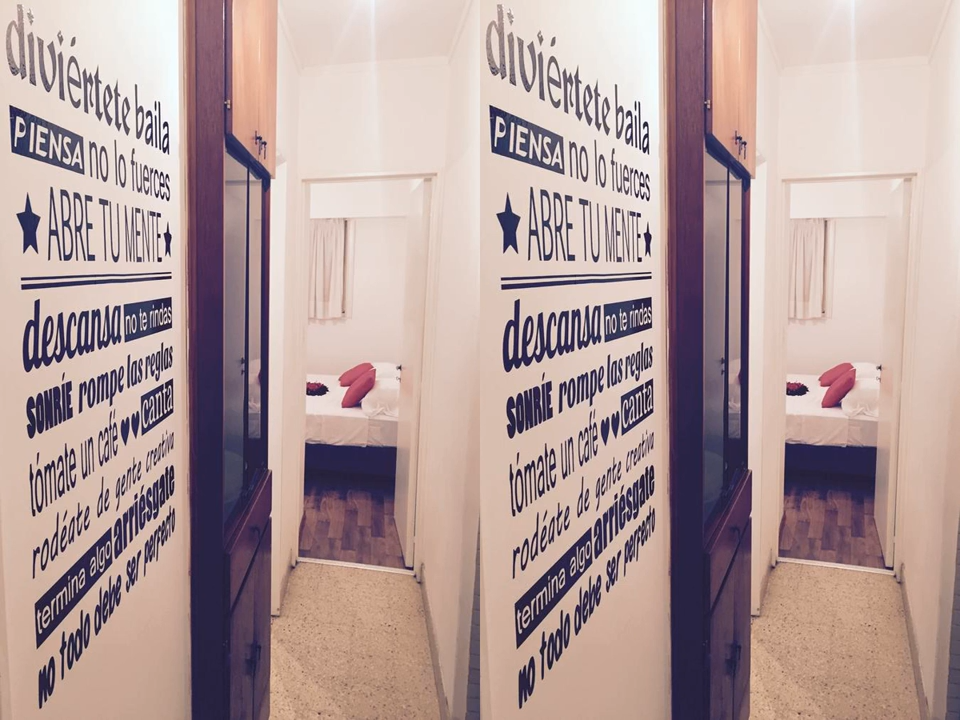 diviértete baila
PIENSA no lo fuerces
ABRE TU MENTE
descansa no te rindas
SONRÍE rompe las reglas
tómate un café canta
rodéate de gente creativa
termina algo arriésgate
no todo debe ser perfecto
diviértete baila
PIENSA no lo fuerces
ABRE TU MENTE
descansa no te rindas
SONRÍE rompe las reglas
tómate un café canta
rodéate de gente creativa
termina algo arriésgate
no todo debe ser perfecto